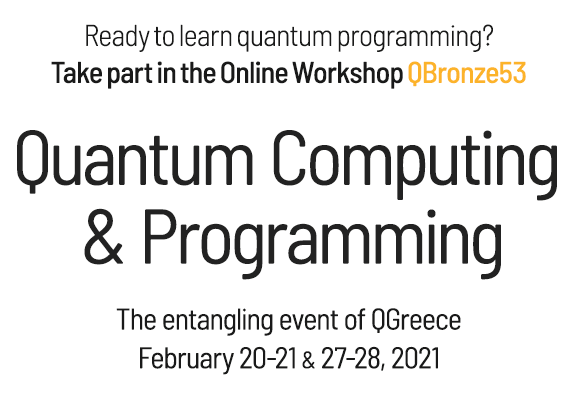 Ready to learn quantum programming?
Take part in the Online Workshop QBronze53
Quantum Computing
& Programming
The entangling event of QGreece
February 20-21 & 27-28, 2021